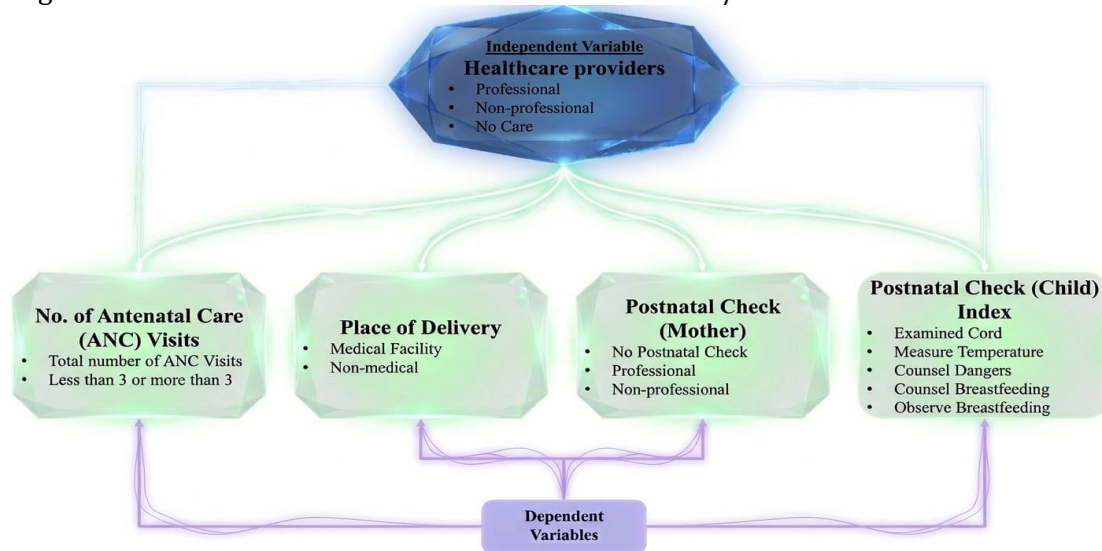 Independent Variable
Healthcare providers
• Professional
• Non-professional
• No Care
No. of Antenatal Care
(ANC) Visits
• Total number of ANC Visits
• Less than 3 or more than 3
Place of Delivery
• Medical Facility
• Non-medical
Postnatal Check
(Mother)
• No Postnatal Check
• Professional
• Non-professional
Postnatal Check (Child)
Index
• Examined Cord
• Measure Temperature
• Counsel Dangers
• Counsel Breastfeeding
• Observe Breastfeeding
Dependent
Variables